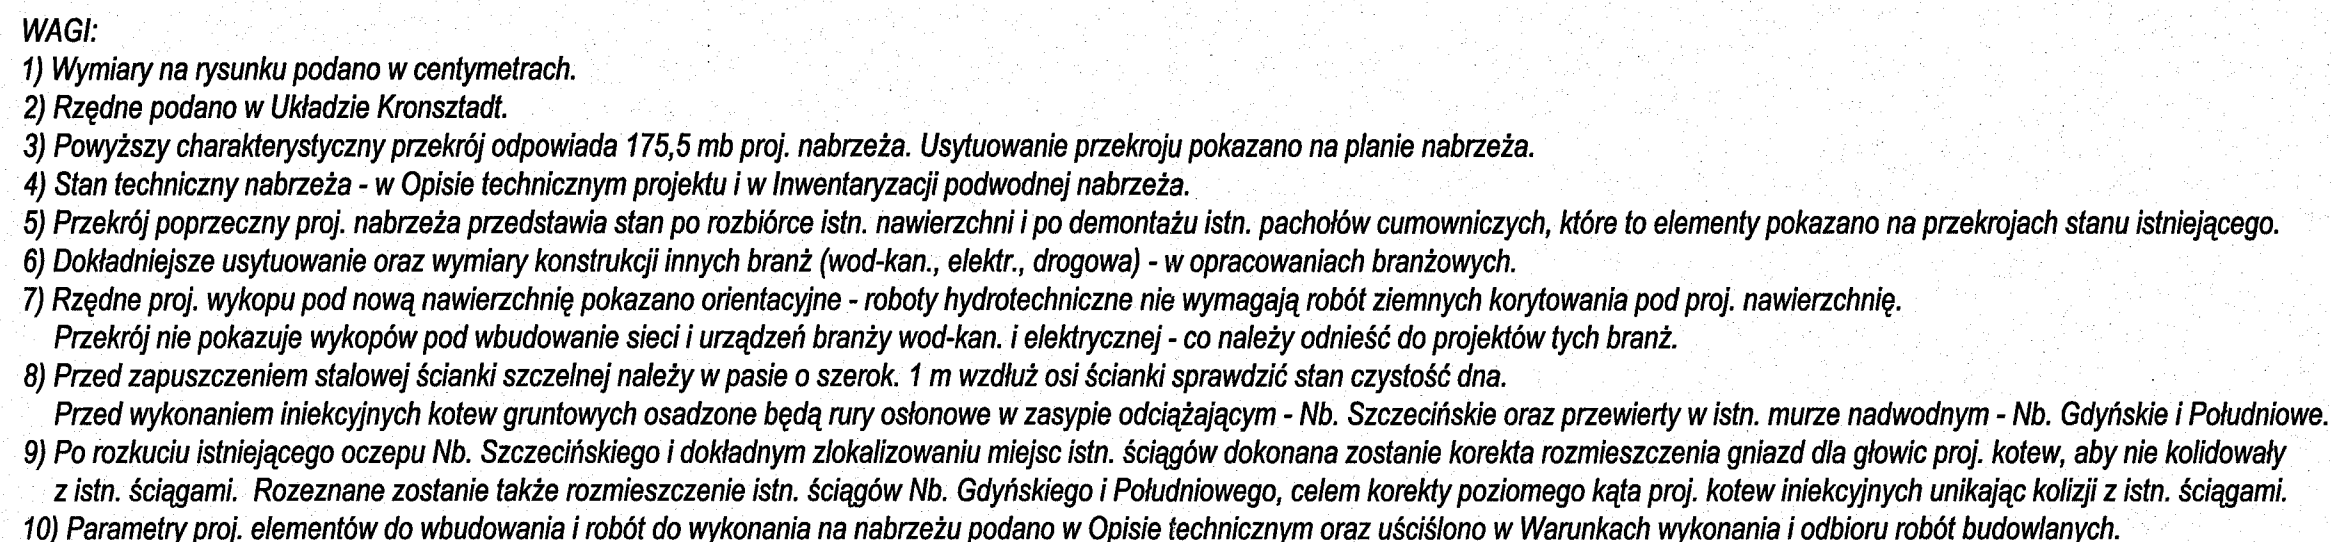 WAGI:
1) Wymiary na rysunku podano w centymetrach.
2) Rzędne podano w Układzie Kronsztadt.
3) Powyższy charakterystyczny przekrój odpowiada 175,5 mb proj. nabrzeża. Usytuowanie przekroju pokazano na planie nabrzeża.
4) Stan techniczny nabrzeża - w Opisie technicznym projektu i w Inwentaryzacji podwodnej nabrzeża.
5) Przekrój poprzeczny proj. nabrzeża przedstawia stan po rozbiórce istn. nawierzchni i po demontażu istn. pachołów cumowniczych, które to elementy pokazano na przekrojach stanu istniejącego.
6) Dokładniejsze usytuowanie oraz wymiary konstrukcji innych branż (wod-kan., elektr., drogowa) - w opracowaniach branżowych.
7) Rzędne proj. wykopu pod nową nawierzchnię pokazano orientacyjne - roboty hydrotechniczne nie wymagają robót ziemnych korytowania pod proj. nawierzchnię.
Przekrój nie pokazuje wykopów pod wbudowanie sieci i urządzeń branży wod-kan. i elektrycznej - co należy odnieść do projektów tych branż.
8) Przed zapuszczeniem stalowej ścianki szczelnej należy w pasie o szerok. 1 m wzdłuż osi ścianki sprawdzić stan czystość dna.
Przed wykonaniem iniekcyjnych kotew gruntowych osadzone będą rury osłonowe w zasypie odciążającym - Nb. Szczecińskie oraz przewierty w istn. murze nadwodnym - Nb. Gdyńskie i Południowe.
9) Po rozkuciu istniejącego oczepu Nb. Szczecińskiego i dokładnym zlokalizowaniu miejsc istn. ściągów dokonana zostanie korekta rozmieszczenia gniazd dla głowic proj. kotew, aby nie kolidowały
z istn. ściągami. Rozeznane zostanie także rozmieszczenie istn. ściągów Nb. Gdyńskiego i Południowego, celem korekty poziomego kąta proj. kotew iniekcyjnych unikając kolizji z istn. ściągami.
10) Parametry proj. elementów do wbudowania i robót do wykonania na nabrzeżu podano w Opisie technicznym oraz uściślono w Warunkach wykonania i odbioru robót budowlanych.